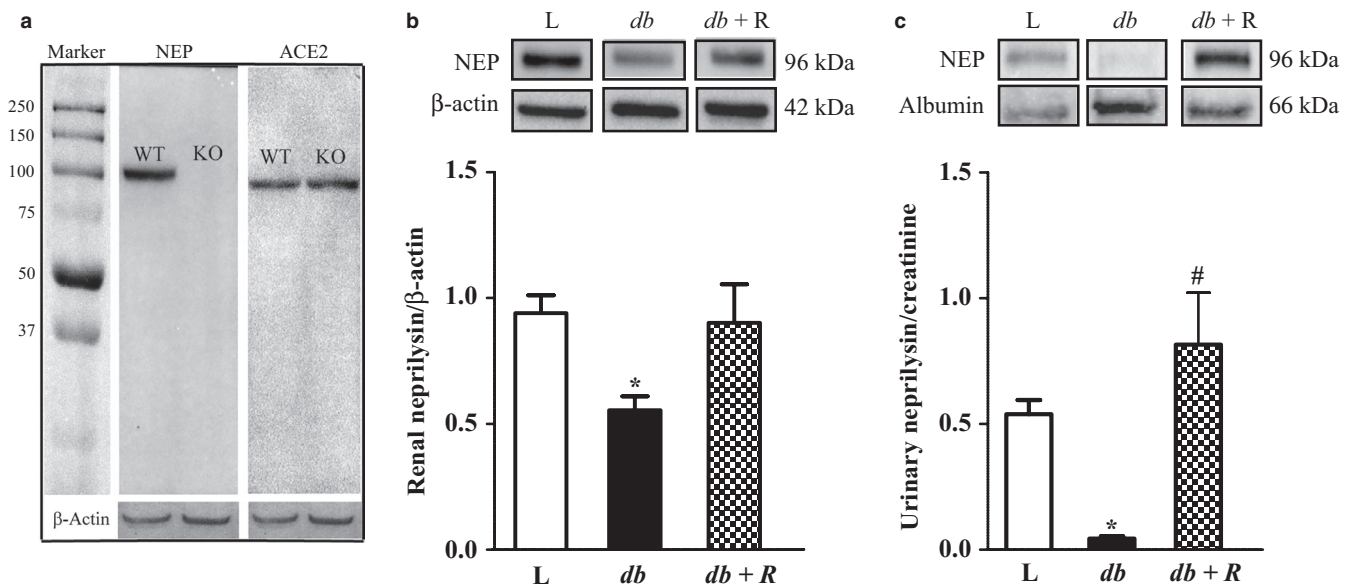 a
Marker NEP ACE2
250
150
100
75
50
37
WT KO WT KO
β-Actin
b
L db db + R
NEP 96 kDa
β-actin 42 kDa
Renal neprilysin/β-actin
1.5
1.0
0.5
0.0
*
L db db + R
c
L db db + R
NEP 96 kDa
Albumin 66 kDa
Urinary neprilysin/creatinine
1.5
1.0
0.5
0.0
*
#
L db db + R